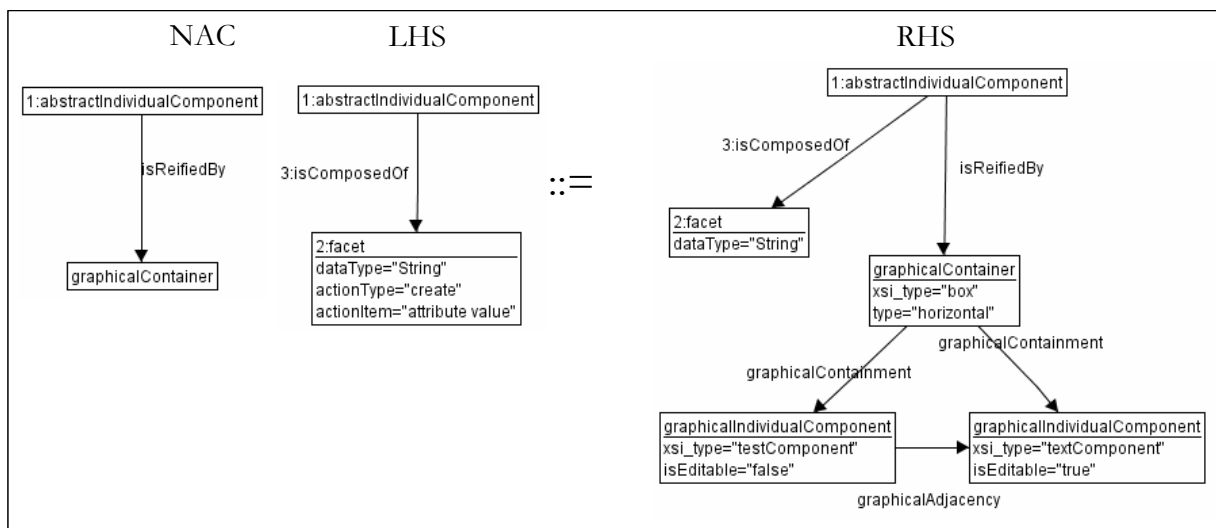 NAC
LHS
RHS
1:abstractIndividualComponent
isReifiedBy
graphicalContainer
1:abstractIndividualComponent
3:isComposedOf
2:facet
dataType="String"
actionType="create"
actionItem="attribute value"
::=
1:abstractIndividualComponent
3:isComposedOf
isReifiedBy
2:facet
dataType="String"
graphicalContainer
xsi_type="box"
type="horizontal"
graphicalContainment
graphicalContainment
graphicalIndividualComponent
xsi_type="testComponent"
isEditable="false"
graphicalIndividualComponent
xsi_type="textComponent"
isEditable="true"
graphicalAdjacency